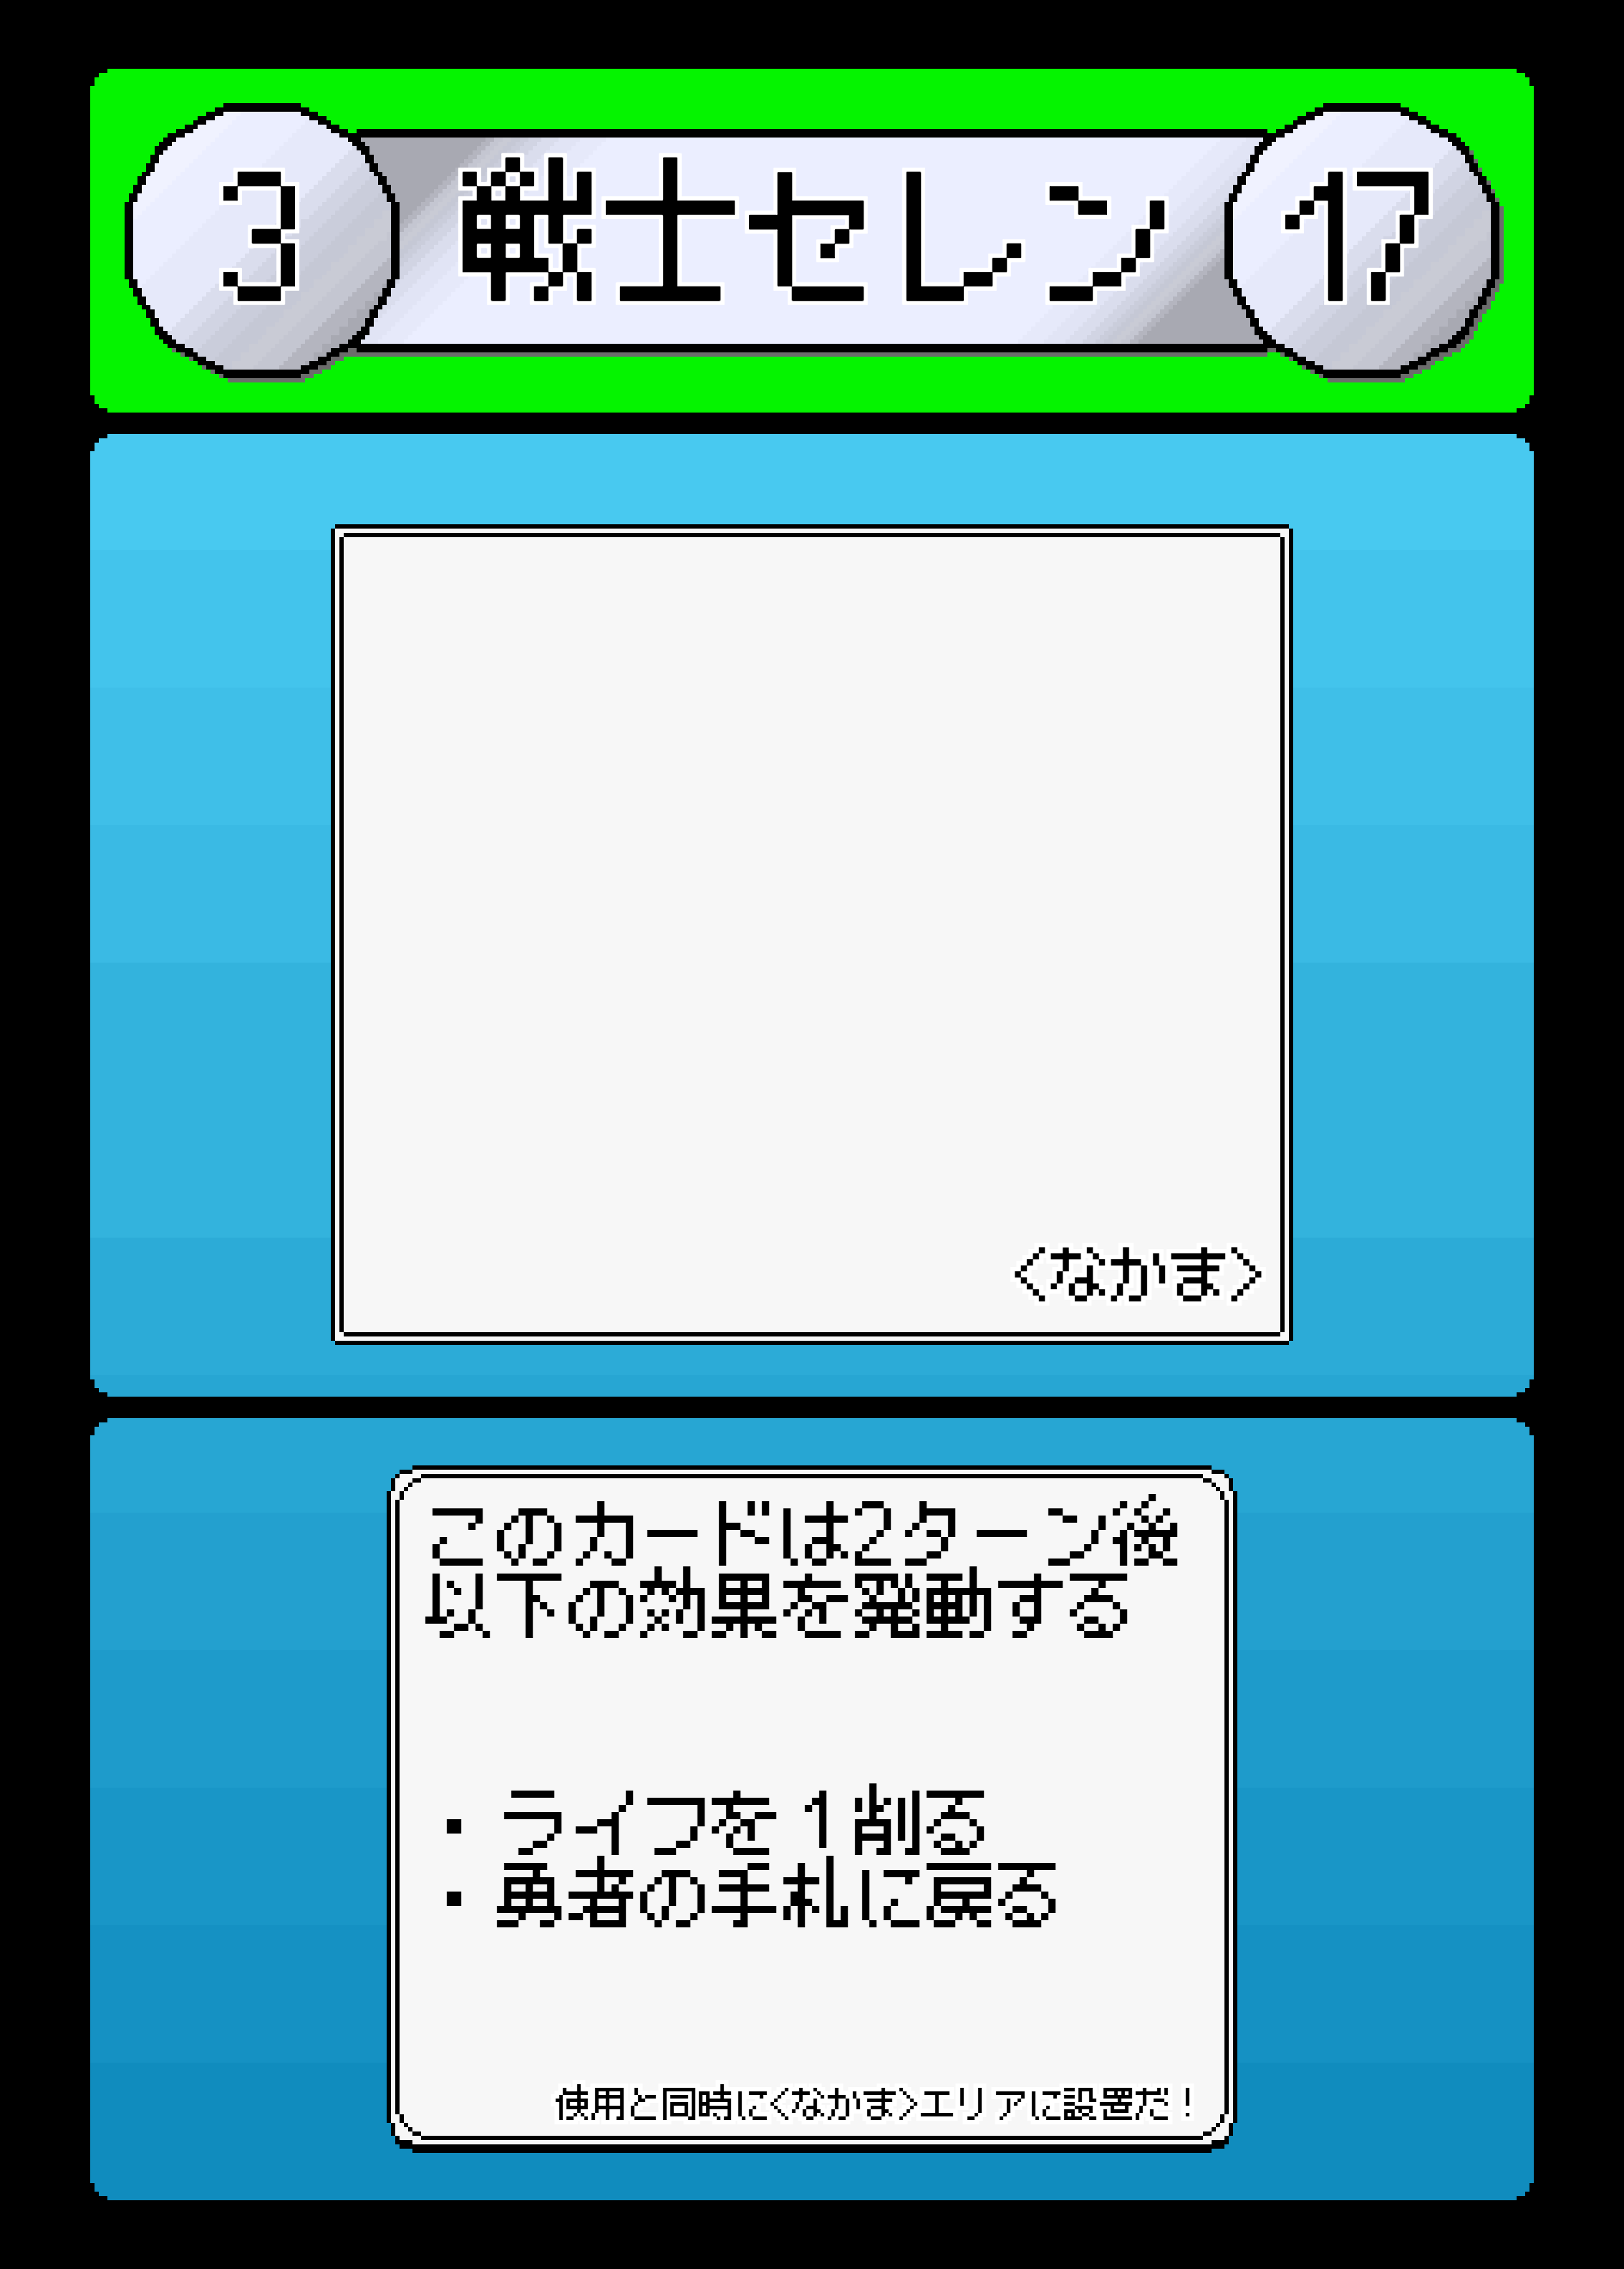 3 戦士セレン 17
<なかま>
このカードは2ターン後
以下の効果を発動する
・ライフを1削る
・勇者の手札に戻る
使用と同時に<なかま>エリアに設置だ！